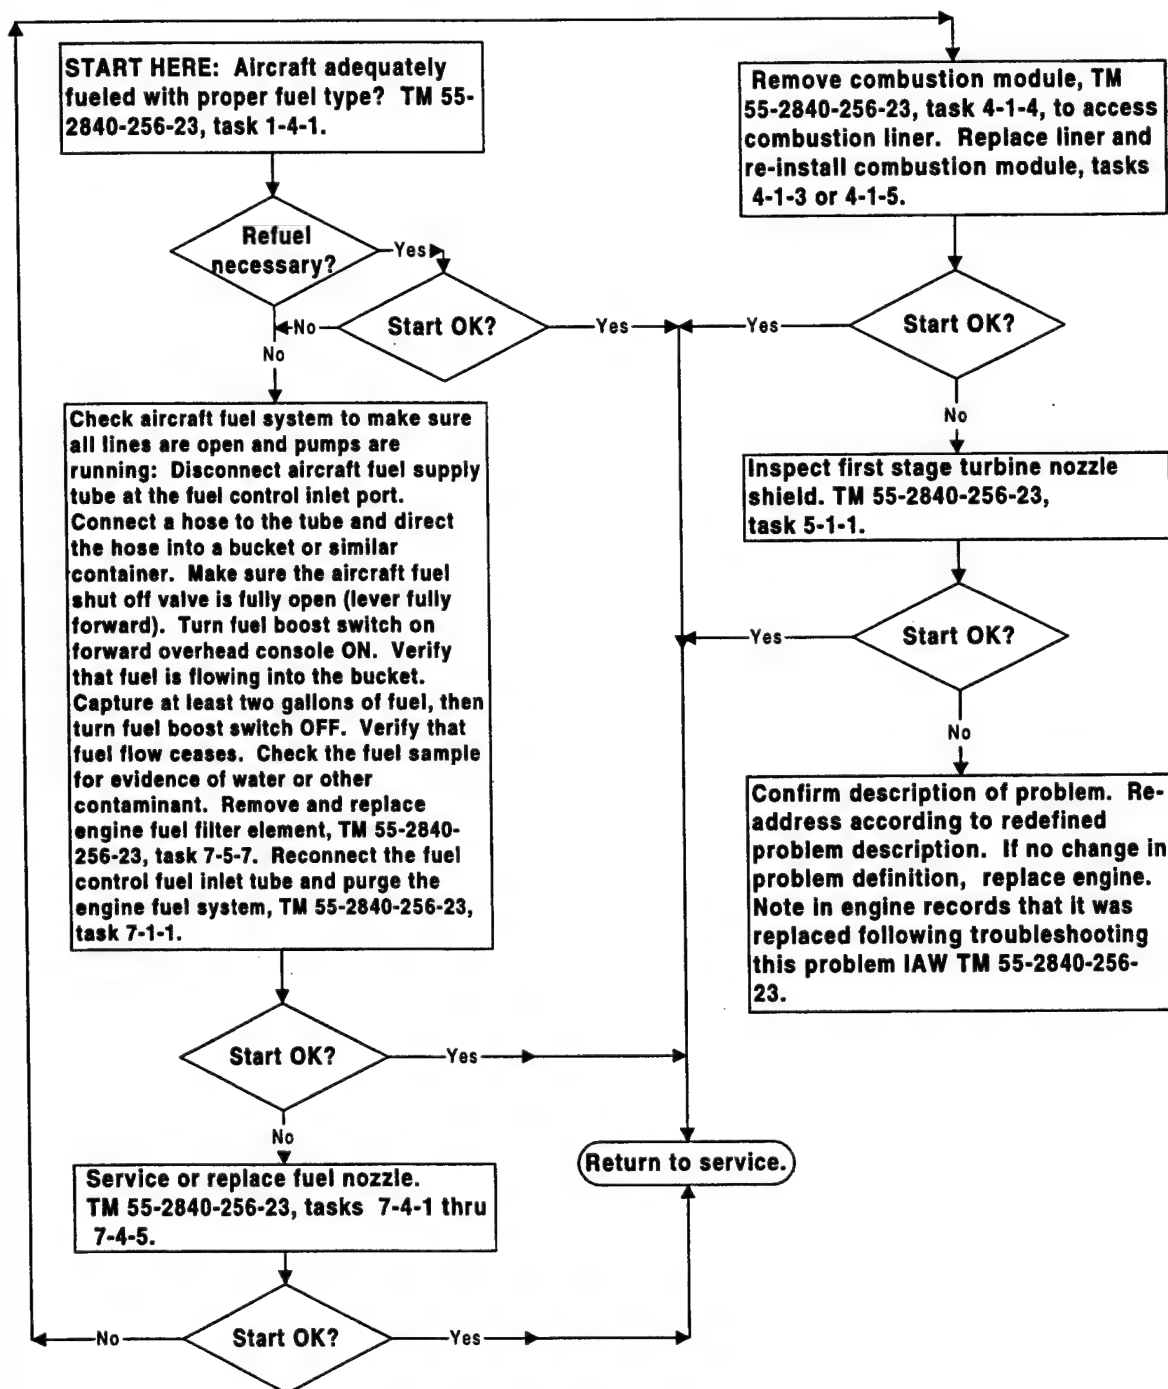 START HERE: Aircraft adequately
fueled with proper fuel type? TM 55-
2840-256-23, task 1-4-1.
Refuel
necessary?
Yes
Start OK?
No
Yes
No
Check aircraft fuel system to make sure
all lines are open and pumps are
running: Disconnect aircraft fuel supply
tube at the fuel control inlet port.
Connect a hose to the tube and direct
the hose into a bucket or similar
container. Make sure the aircraft fuel
shut off valve is fully open (lever fully
forward). Turn fuel boost switch on
forward overhead console ON. Verify
that fuel is flowing into the bucket.
Capture at least two gallons of fuel, then
turn fuel boost switch OFF. Verify that
fuel flow ceases. Check the fuel sample
for evidence of water or other
contaminant. Remove and replace
engine fuel filter element, TM 55-2840-
256-23, task 7-5-7. Reconnect the fuel
control fuel inlet tube and purge the
engine fuel system, TM 55-2840-256-23,
task 7-1-1.
Start OK?
Yes
No
Service or replace fuel nozzle.
TM 55-2840-256-23, tasks 7-4-1 thru
7-4-5.
Start OK?
No
Yes
Return to service.
Remove combustion module, TM
55-2840-256-23, task 4-1-4, to access
combustion liner. Replace liner and
re-install combustion module, tasks
4-1-3 or 4-1-5.
Start OK?
Yes
No
Inspect first stage turbine nozzle
shield. TM 55-2840-256-23,
task 5-1-1.
Start OK?
Yes
No
Confirm description of problem. Re-
address according to redefined
problem description. If no change in
problem definition, replace engine.
Note in engine records that it was
replaced following troubleshooting
this problem IAW TM 55-2840-256-
23.